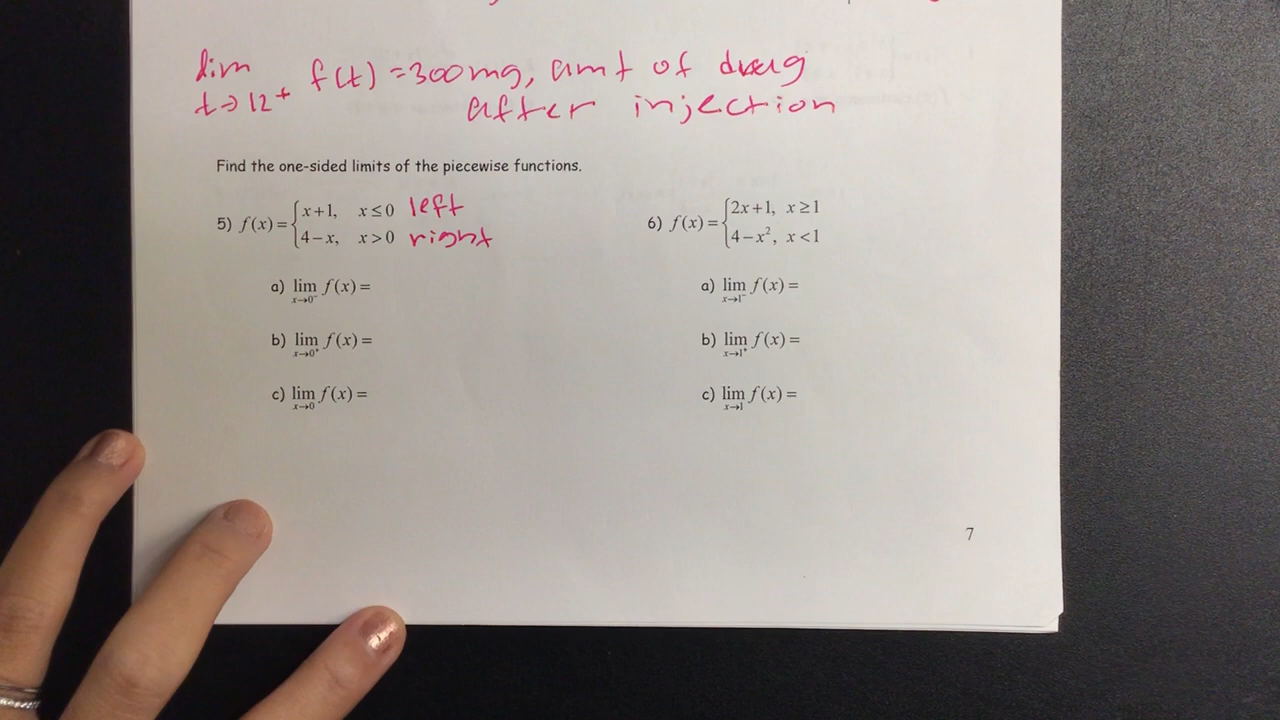 lim f(t) = 300mg, amt of drug
t→12⁺ after injection
Find the one-sided limits of the piecewise functions.
5) f(x) = { x+1, x≤0 left
4−x, x>0 right
a) lim f(x) =
x→0⁻
b) lim f(x) =
x→0⁺
c) lim f(x) =
x→0
6) f(x) = { 2x+1, x≥1
4−x², x<1
a) lim f(x) =
x→1⁻
b) lim f(x) =
x→1⁺
c) lim f(x) =
x→1
7